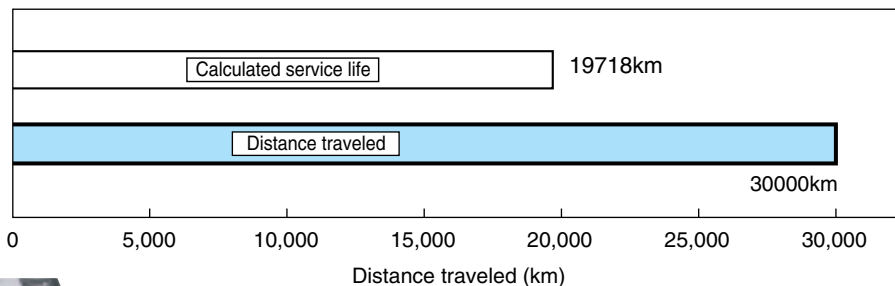 Calculated service life
19718km
Distance traveled
30000km
0 5,000 10,000 15,000 20,000 25,000 30,000
Distance traveled (km)